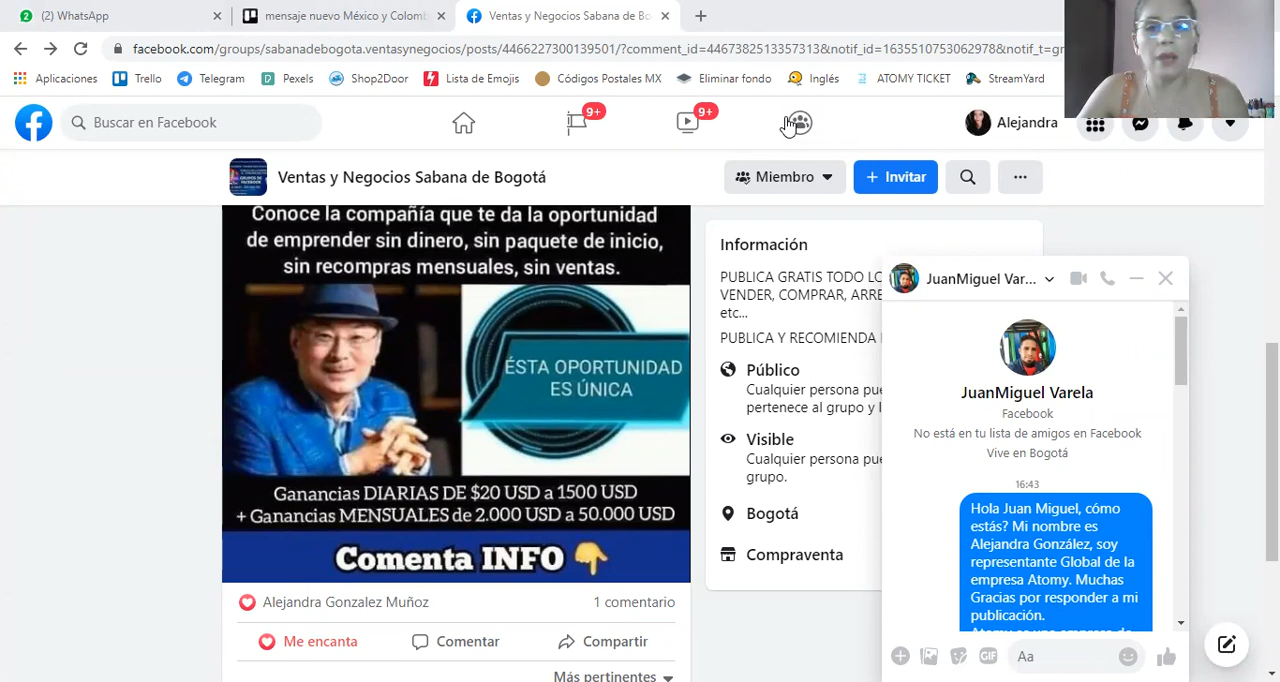 (2) WhatsApp
mensaje nuevo México y Colomb
Ventas y Negocios Sabana de Bo
facebook.com/groups/sabanadebogota.ventasynegocios/posts/4466227300139501/?comment_id=4467382513357313&notif_id=1635510753062978&notif_t=gr
Aplicaciones
Trello
Telegram
Pexels
Shop2Door
Lista de Emojis
Códigos Postales MX
Eliminar fondo
Inglés
ATOMY TICKET
StreamYard
Buscar en Facebook
9+
9+
Alejandra
Ventas y Negocios Sabana de Bogotá
Miembro
+ Invitar
Conoce la compañía que te da la oportunidad
de emprender sin dinero, sin paquete de inicio,
sin recompras mensuales, sin ventas.
ÉSTA OPORTUNIDAD
ES ÚNICA
Ganancias DIARIAS DE $20 USD a 1500 USD
+ Ganancias MENSUALES de 2.000 USD a 50.000 USD
Comenta INFO
Alejandra Gonzalez Muñoz
1 comentario
Me encanta
Comentar
Compartir
Más pertinentes
Información
PUBLICA GRATIS TODO LO
VENDER, COMPRAR, ARRE
etc...
PUBLICA Y RECOMIENDA
Público
Cualquier persona pue
pertenece al grupo y l
Visible
Cualquier persona pue
grupo.
Bogotá
Compraventa
JuanMiguel Var...
JuanMiguel Varela
Facebook
No está en tu lista de amigos en Facebook
Vive en Bogotá
16:43
Hola Juan Miguel, cómo
estás? Mi nombre es
Alejandra González, soy
representante Global de la
empresa Atomy. Muchas
Gracias por responder a mi
publicación.
GIF
Aa